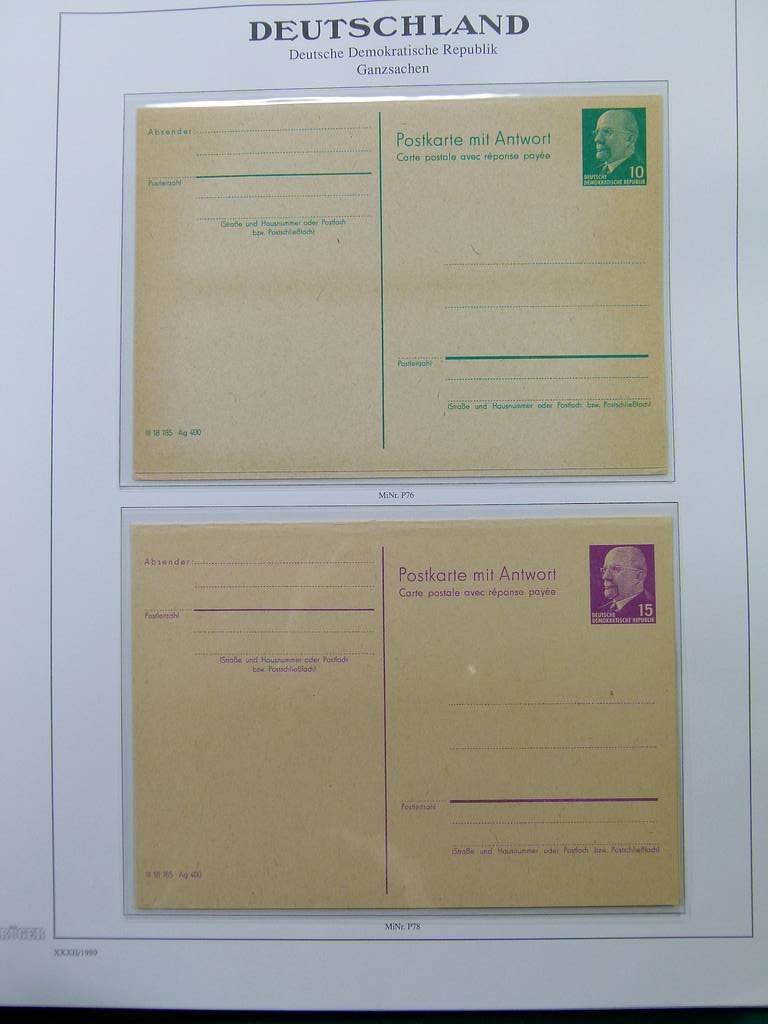 DEUTSCHLAND
Deutsche Demokratische Republik
Ganzsachen
Absender
Postkarte mit Antwort
Carte postale avec réponse payée
10
DEUTSCHE
DEMOKRATISCHE REPUBLIK
Postleitzahl
(Straße und Hausnummer oder Postfach
bzw. Postschließfach)
Postleitzahl
(Straße und Hausnummer oder Postfach bzw. Postschließfach)
III 18 185 Ag 400
MiNr. P76
Absender
Postkarte mit Antwort
Carte postale avec réponse payée
15
DEUTSCHE
DEMOKRATISCHE REPUBLIK
Postleitzahl
(Straße und Hausnummer oder Postfach
bzw. Postschließfach)
Postleitzahl
(Straße und Hausnummer oder Postfach bzw. Postschließfach)
III 18 185 Ag 400
MiNr. P78
XXXII/1989